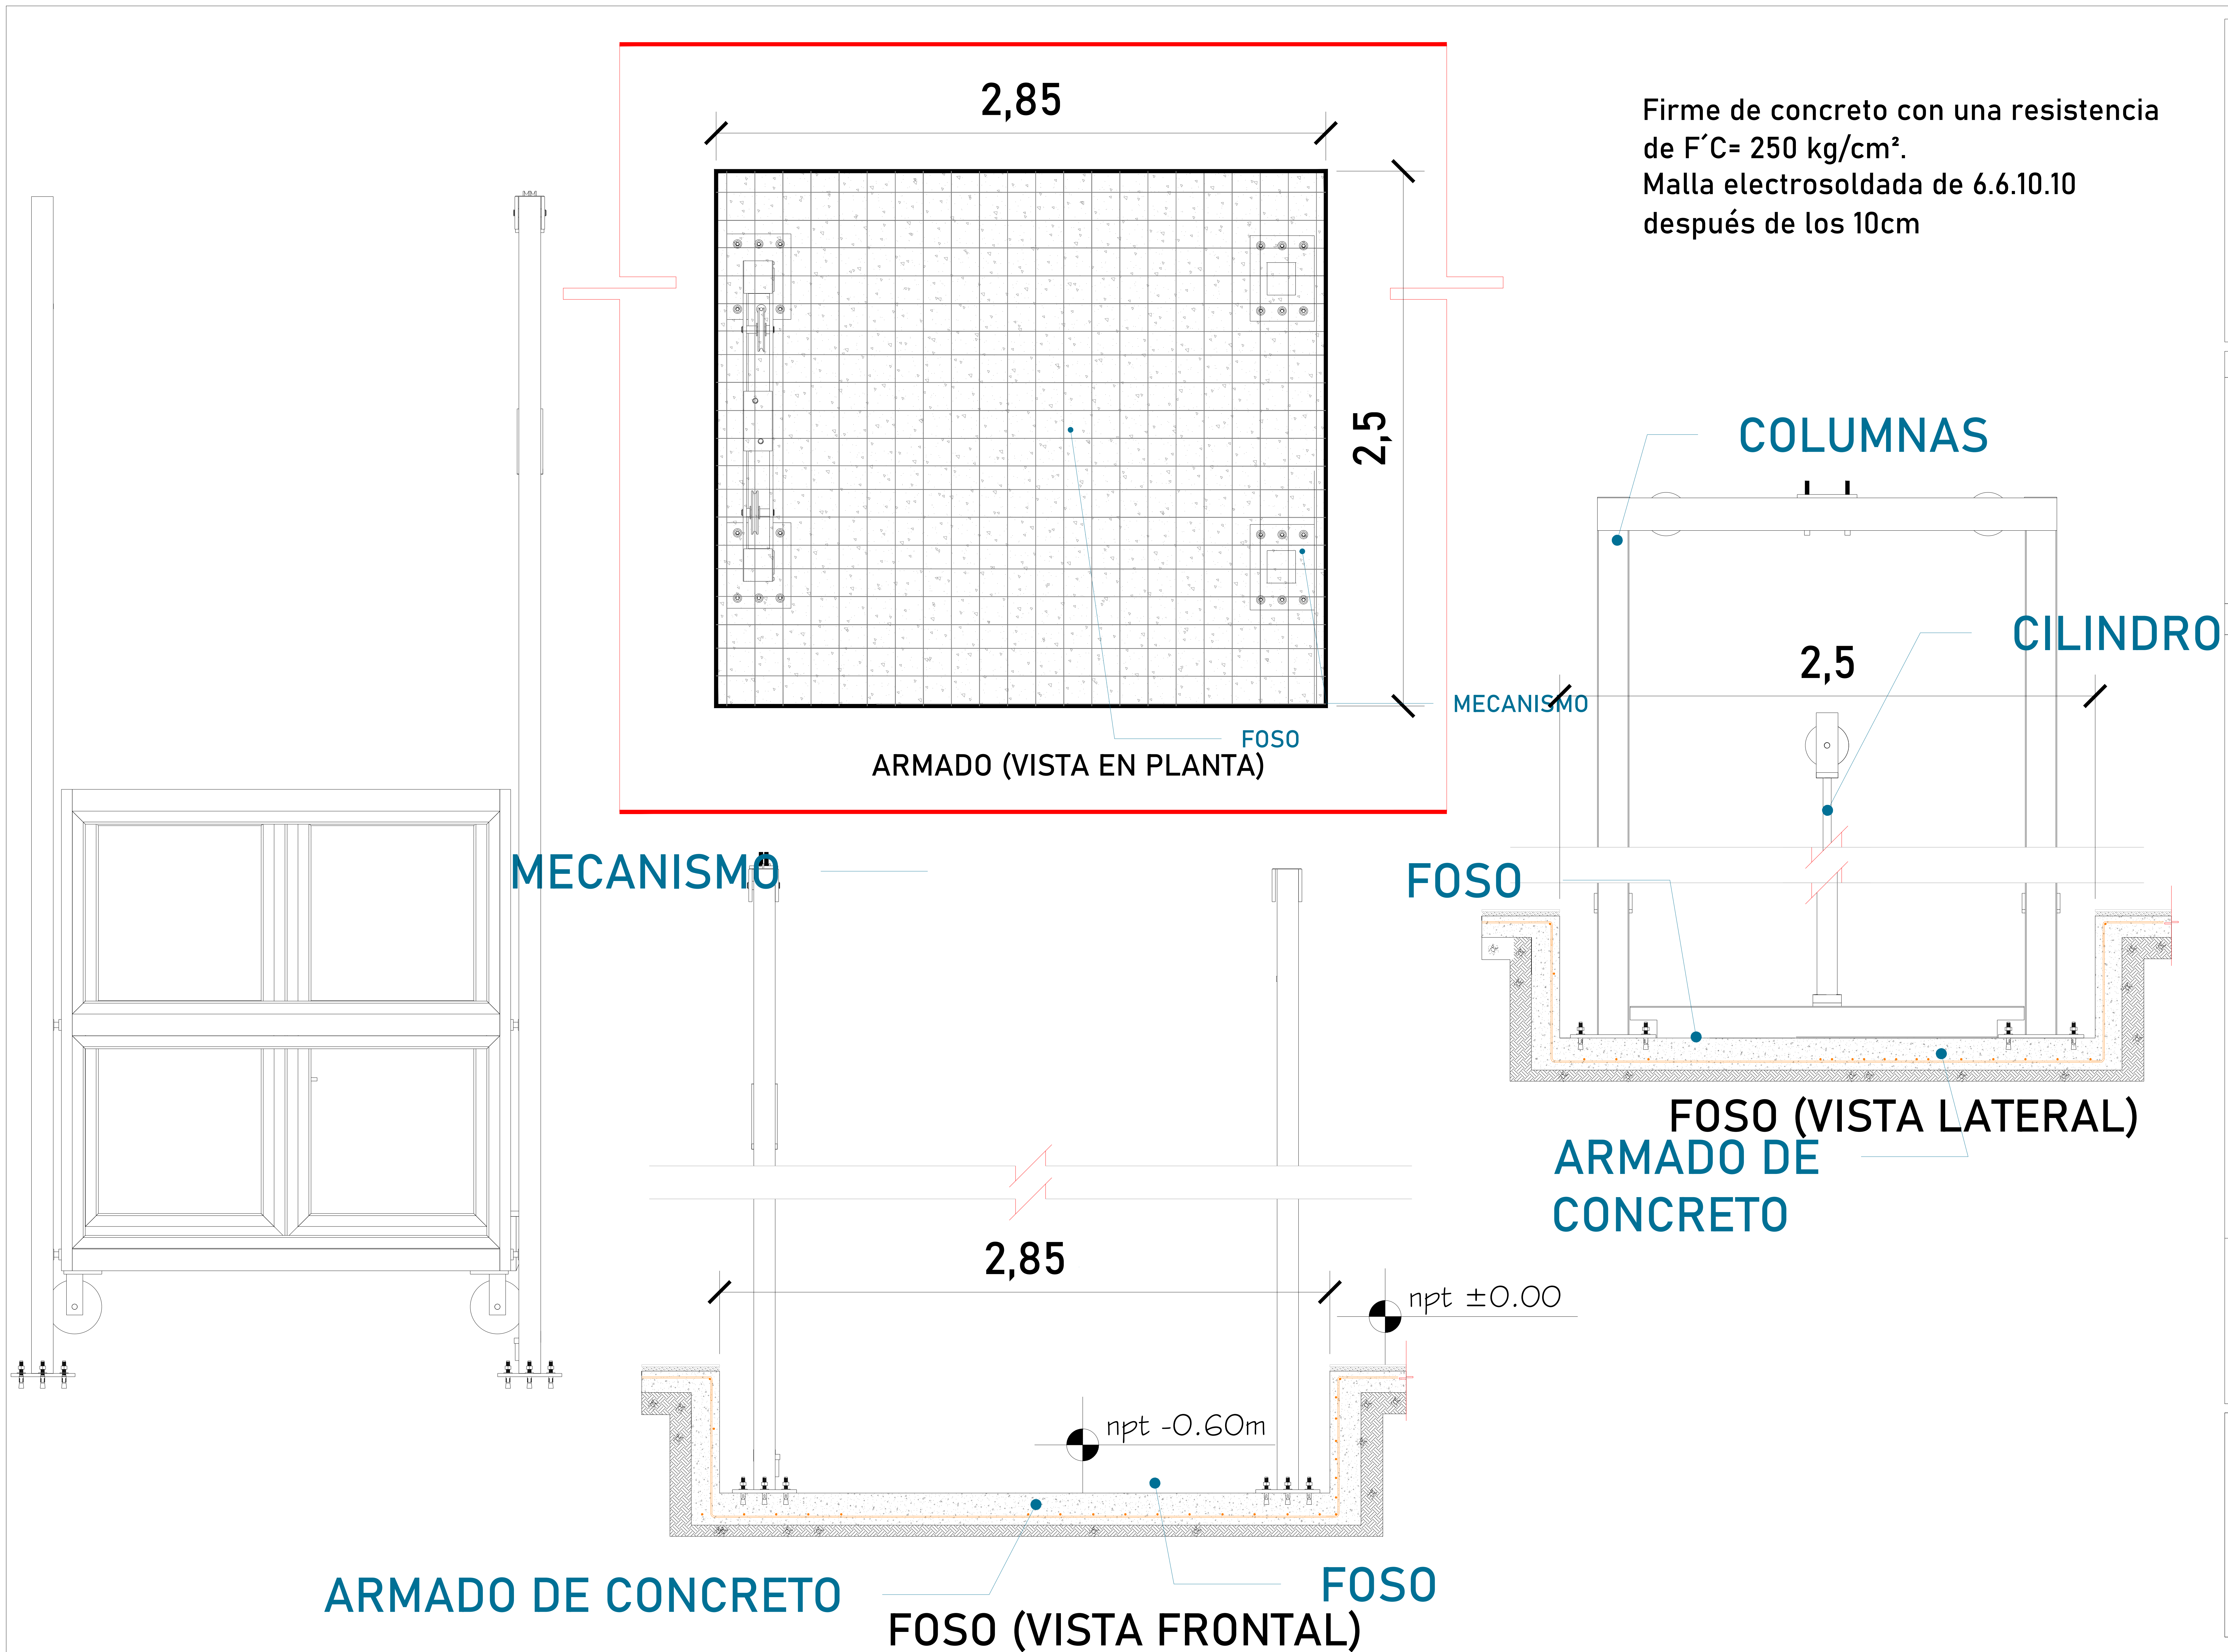 2,85
Firme de concreto con una resistencia
de F´C= 250 kg/cm².
Malla electrosoldada de 6.6.10.10
después de los 10cm
2,5
MECANISMO
FOSO
ARMADO (VISTA EN PLANTA)
COLUMNAS
CILINDRO
2,5
FOSO
FOSO (VISTA LATERAL)
ARMADO DE
CONCRETO
MECANISMO
2,85
npt ±0.00
npt -0.60m
ARMADO DE CONCRETO
FOSO
FOSO (VISTA FRONTAL)